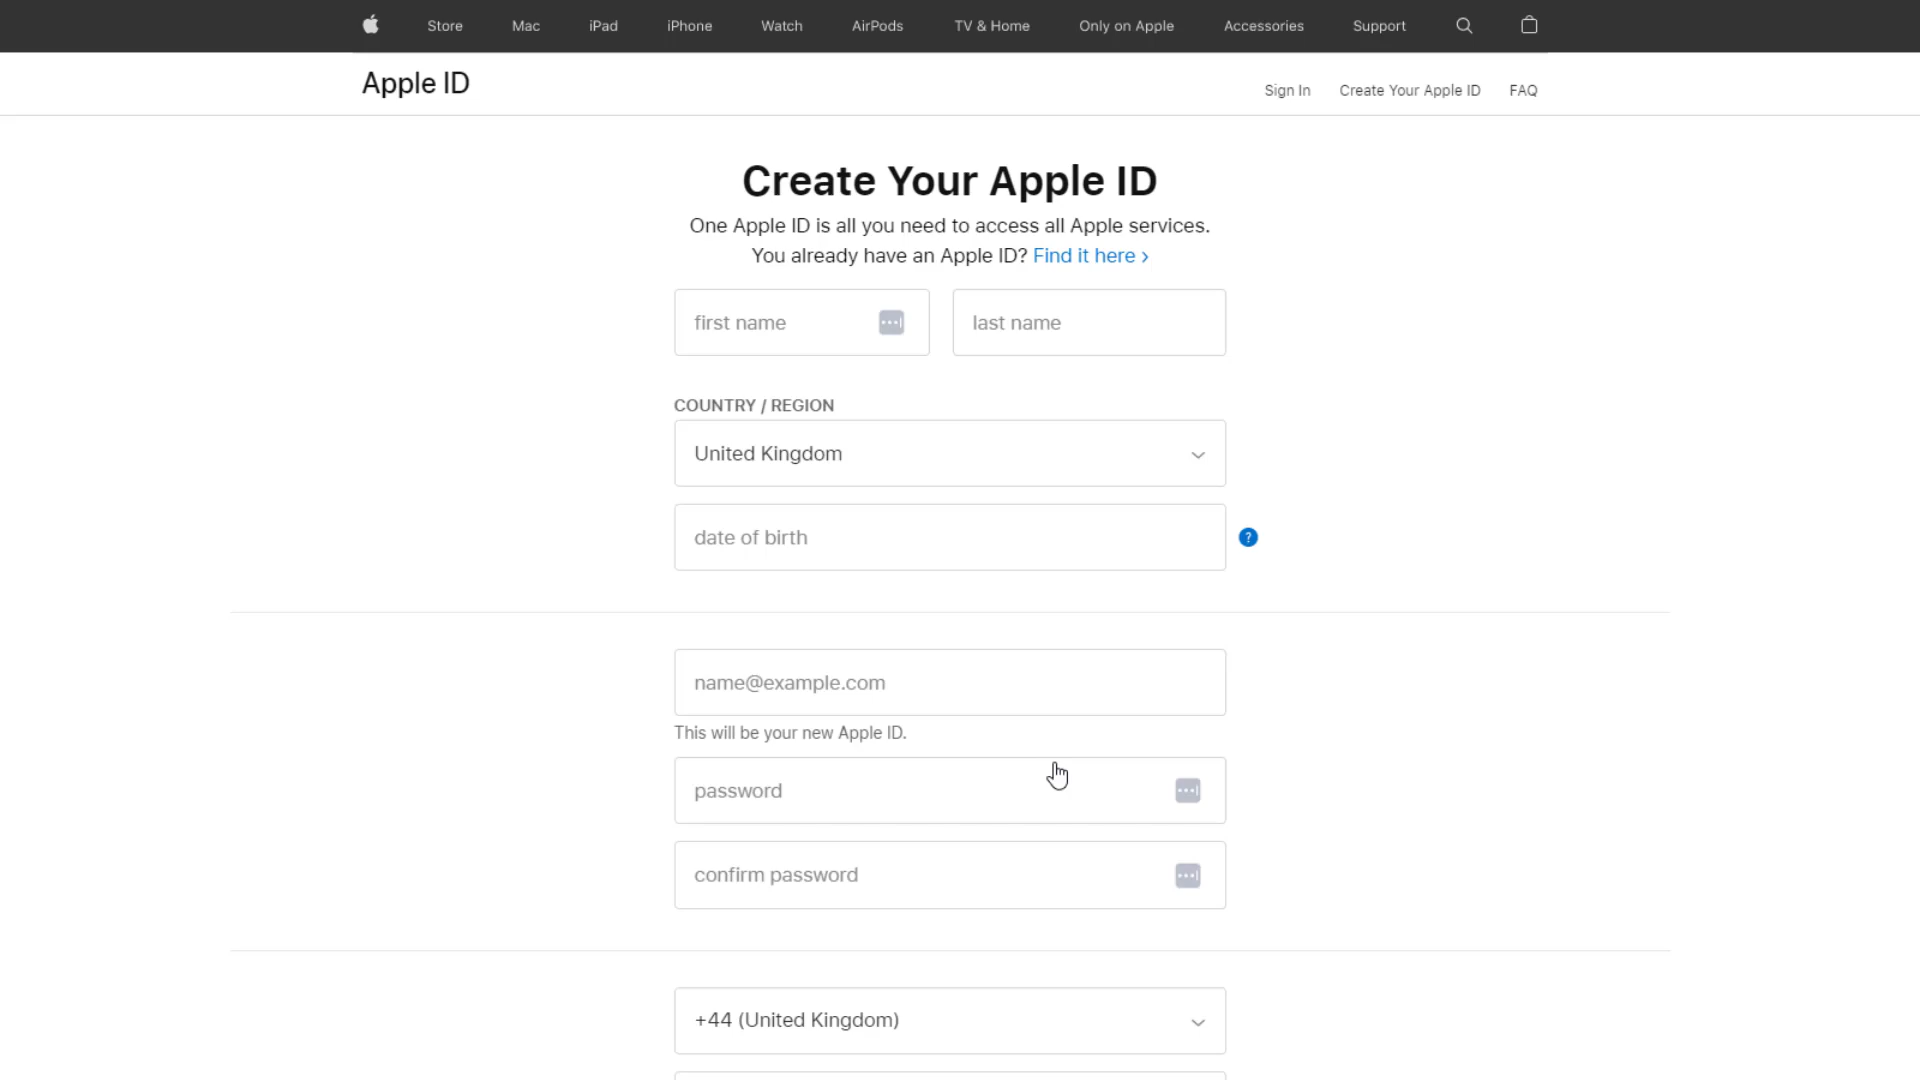 Store Mac iPad iPhone Watch AirPods TV & Home Only on Apple Accessories Support
Apple ID
Sign In Create Your Apple ID FAQ
Create Your Apple ID
One Apple ID is all you need to access all Apple services.
You already have an Apple ID? Find it here ›
first name last name
COUNTRY / REGION
United Kingdom
date of birth ?
name@example.com
This will be your new Apple ID.
password
confirm password
+44 (United Kingdom)